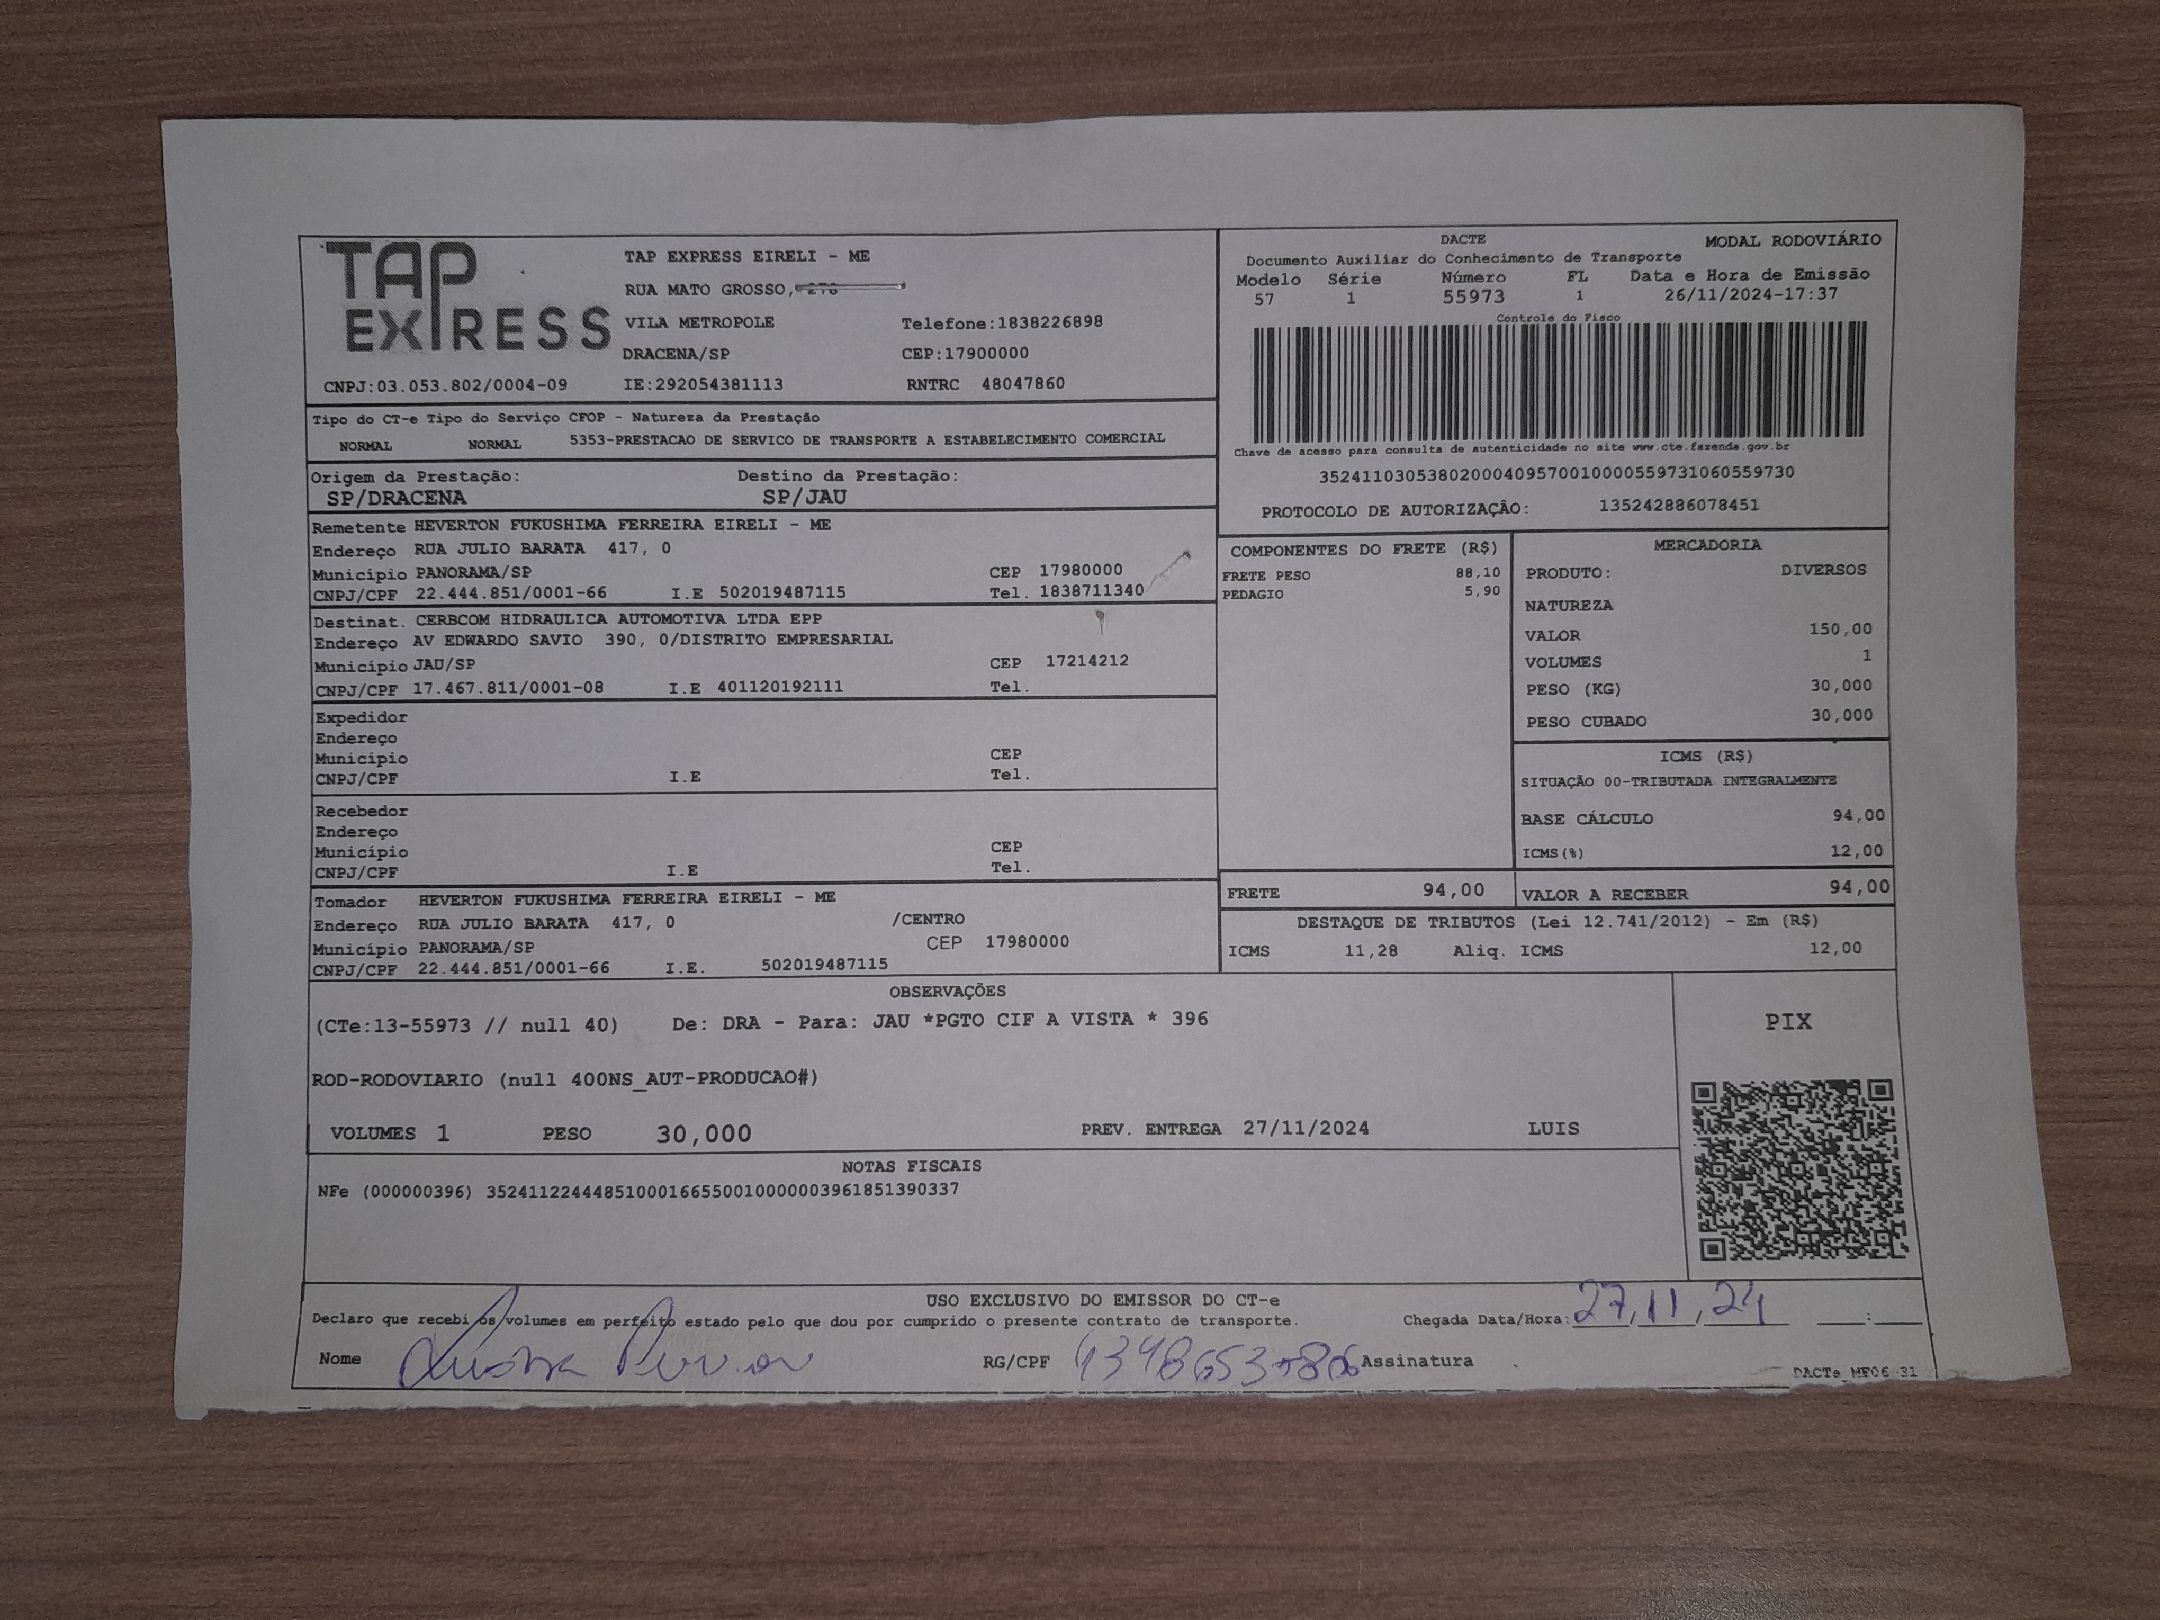 TAP EXPRESS
TAP EXPRESS EIRELI - ME
RUA MATO GROSSO,
VILA METROPOLE Telefone:1838226898
DRACENA/SP CEP:17900000
CNPJ:03.053.802/0004-09 IE:292054381113 RNTRC 48047860
DACTE MODAL RODOVIÁRIO
Documento Auxiliar do Conhecimento de Transporte
Modelo Série Número FL Data e Hora de Emissão
57 1 55973 1 26/11/2024-17:37
Controle do Fisco
Chave de acesso para consulta de autenticidade no site www.cte.fazenda.gov.br
35241103053802000409570010000559731060559730
PROTOCOLO DE AUTORIZAÇÃO: 135242886078451
Tipo do CT-e Tipo do Serviço CFOP - Natureza da Prestação
NORMAL NORMAL 5353-PRESTACAO DE SERVICO DE TRANSPORTE A ESTABELECIMENTO COMERCIAL
Origem da Prestação: Destino da Prestação:
SP/DRACENA SP/JAU
Remetente HEVERTON FUKUSHIMA FERREIRA EIRELI - ME
Endereço RUA JULIO BARATA 417, 0
Município PANORAMA/SP CEP 17980000
CNPJ/CPF 22.444.851/0001-66 I.E 502019487115 Tel. 1838711340
Destinat. CERBCOM HIDRAULICA AUTOMOTIVA LTDA EPP
Endereço AV EDWARDO SAVIO 390, 0/DISTRITO EMPRESARIAL
Município JAU/SP CEP 17214212
CNPJ/CPF 17.467.811/0001-08 I.E 401120192111 Tel.
Expedidor
Endereço
Município CEP
CNPJ/CPF I.E Tel.
Recebedor
Endereço
Município CEP
CNPJ/CPF I.E Tel.
Tomador HEVERTON FUKUSHIMA FERREIRA EIRELI - ME
Endereço RUA JULIO BARATA 417, 0 /CENTRO
Município PANORAMA/SP CEP 17980000
CNPJ/CPF 22.444.851/0001-66 I.E. 502019487115
COMPONENTES DO FRETE (R$)
FRETE PESO 88,10
PEDAGIO 5,90
MERCADORIA
PRODUTO: DIVERSOS
NATUREZA
VALOR 150,00
VOLUMES 1
PESO (KG) 30,000
PESO CUBADO 30,000
ICMS (R$)
SITUAÇÃO 00-TRIBUTADA INTEGRALMENTE
BASE CÁLCULO 94,00
ICMS(%) 12,00
FRETE 94,00 VALOR A RECEBER 94,00
DESTAQUE DE TRIBUTOS (Lei 12.741/2012) - Em (R$)
ICMS 11,28 Aliq. ICMS 12,00
OBSERVAÇÕES
(CTe:13-55973 // null 40) De: DRA - Para: JAU *PGTO CIF A VISTA * 396
ROD-RODOVIARIO (null 400NS_AUT-PRODUCAO#)
VOLUMES 1 PESO 30,000 PREV. ENTREGA 27/11/2024 LUIS
PIX
NOTAS FISCAIS
NFe (000000396) 35241122444851000166550010000003961851390337
USO EXCLUSIVO DO EMISSOR DO CT-e
Declaro que recebi os volumes em perfeito estado pelo que dou por cumprido o presente contrato de transporte. Chegada Data/Hora: 27,11,24 :
Nome RG/CPF Assinatura
DACTe_MF06 31